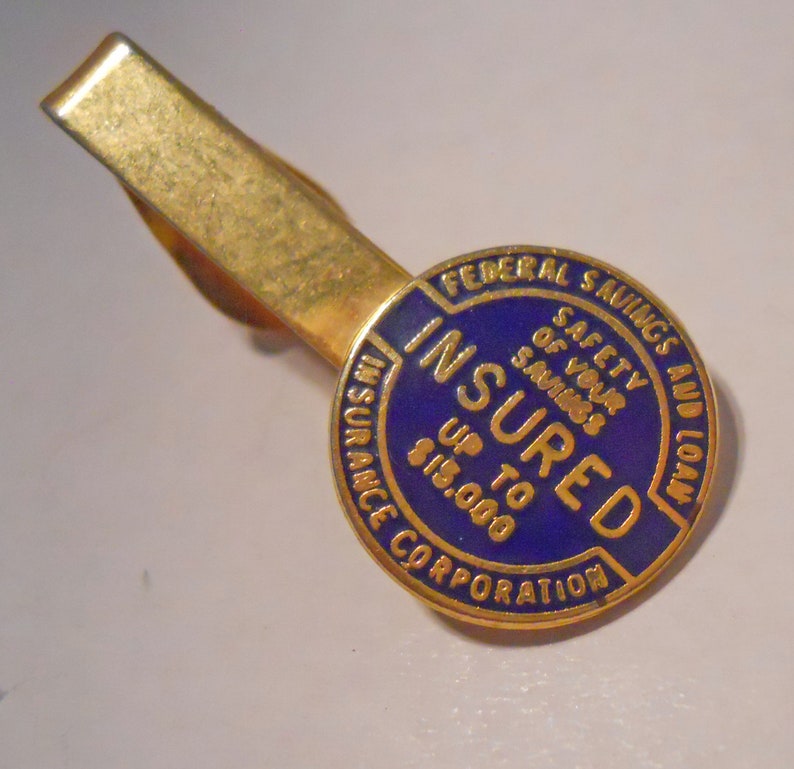 FEDERAL SAVINGS AND LOAN
SAFETY
OF YOUR
SAVINGS
INSURED
UP TO
$15.000
INSURANCE CORPORATION